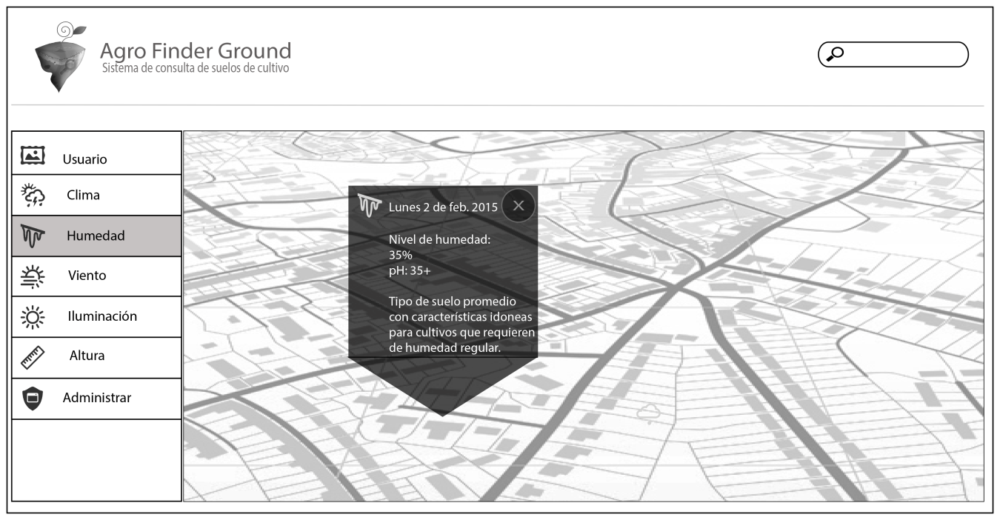 Agro Finder Ground
Sistema de consulta de suelos de cultivo
Usuario
Clima
Humedad
Viento
Iluminación
Altura
Administrar
Lunes 2 de feb. 2015
X
Nivel de humedad:
35%
pH: 35+
Tipo de suelo promedio
con características idoneas
para cultivos que requieren
de humedad regular.